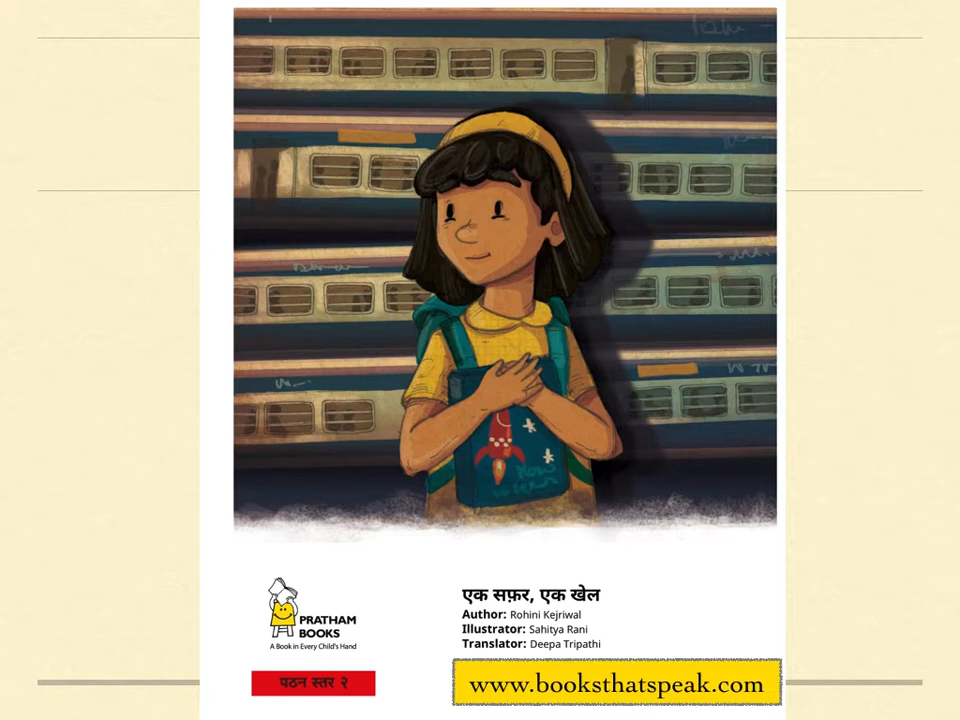 PRATHAM
BOOKS
A Book in Every Child's Hand
पठन स्तर २
एक सफ़र, एक खेल
Author: Rohini Kejriwal
Illustrator: Sahitya Rani
Translator: Deepa Tripathi
www.booksthatspeak.com